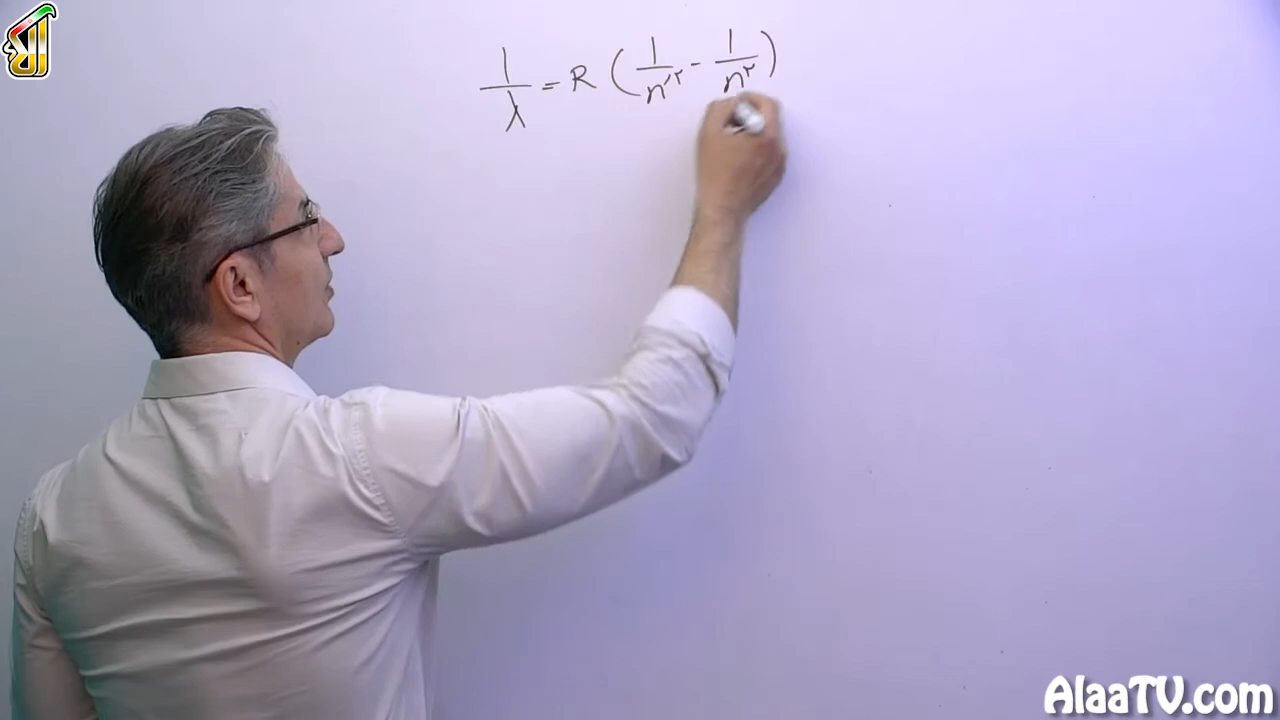 1/λ = R (1/n'۲ - 1/n۲)
AlaaTV.com